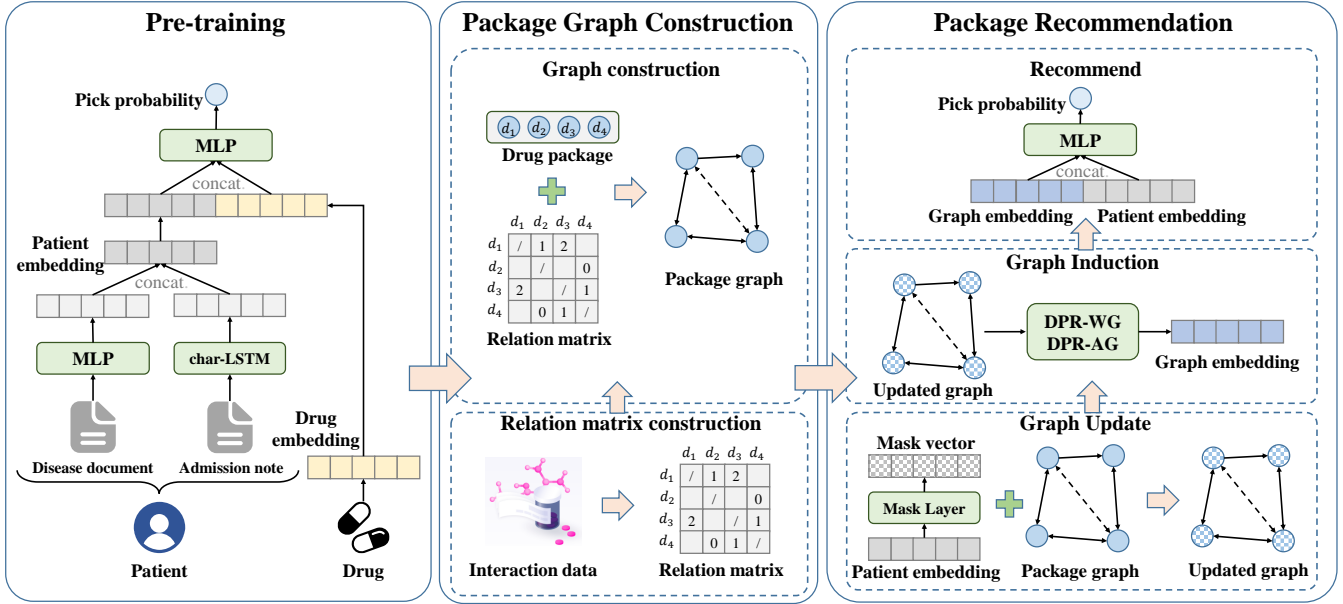 Pre-training
Pick probability
MLP
concat.
Patient
embedding
concat.
MLP
char-LSTM
Disease document
Admission note
Patient
Drug
embedding
Drug
Package Graph Construction
Graph construction
d1 d2 d3 d4
Drug package
d1 d2 d3 d4
d1 / 1 2
d2 / 0
d3 2 / 1
d4 0 1 /
Relation matrix
Package graph
Relation matrix construction
Interaction data
d1 d2 d3 d4
d1 / 1 2
d2 / 0
d3 2 / 1
d4 0 1 /
Relation matrix
Package Recommendation
Recommend
Pick probability
MLP
concat.
Graph embedding
Patient embedding
Graph Induction
Updated graph
DPR-WG
DPR-AG
Graph embedding
Graph Update
Mask vector
Mask Layer
Patient embedding
Package graph
Updated graph